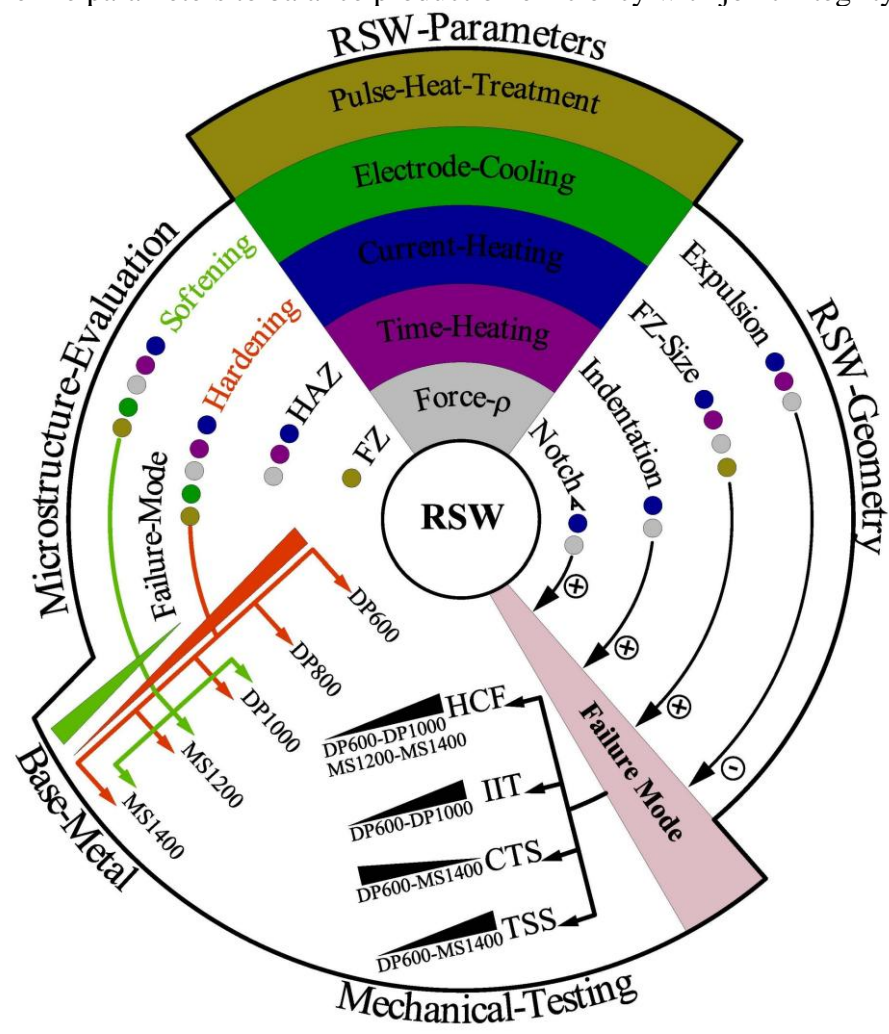 RSW-Parameters
Pulse-Heat-Treatment
Electrode-Cooling
Current-Heating
Time-Heating
Force-ρ
RSW
Microstructure-Evaluation
Softening
Hardening
HAZ
FZ
Failure-Mode
RSW-Geometry
Expulsion
FZ-Size
Indentation
Notch
+
+
+
-
Failure Mode
Base-Metal
DP600
DP800
DP1000
MS1200
MS1400
Mechanical-Testing
HCF
DP600-DP1000
MS1200-MS1400
IIT
DP600-DP1000
CTS
DP600-MS1400
TSS
DP600-MS1400